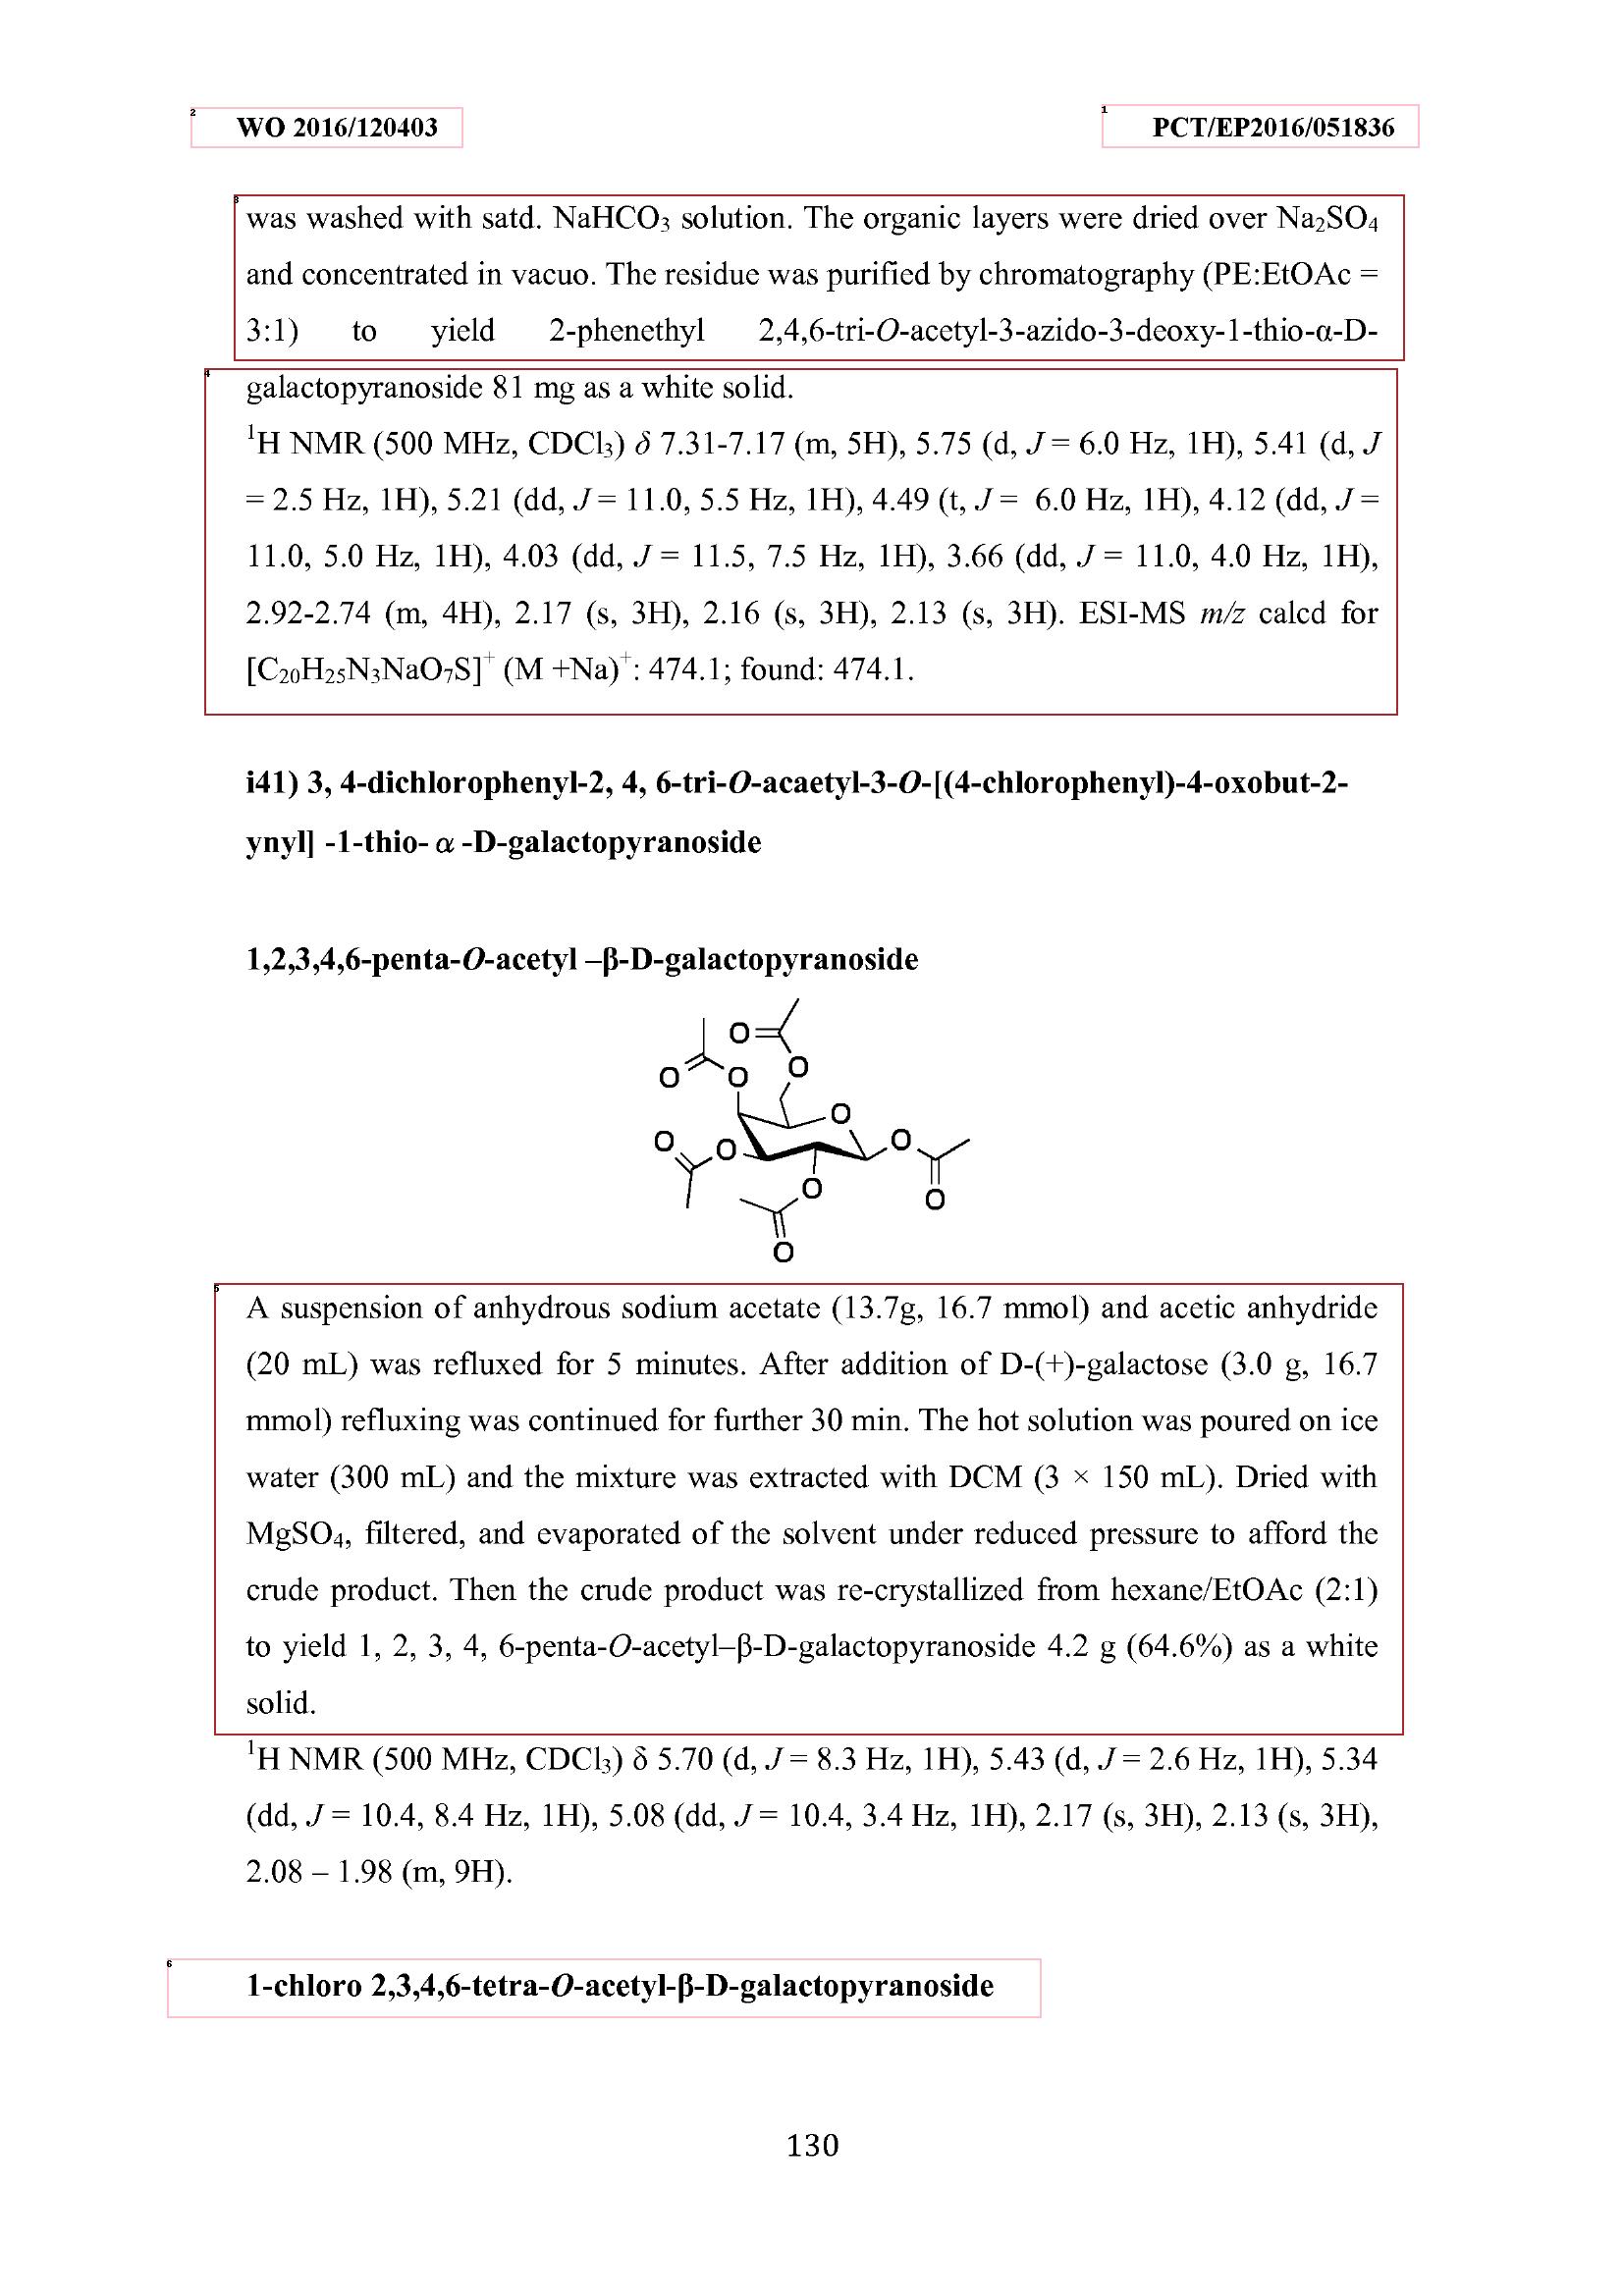 WO 2016/120403
PCT/EP2016/051836
was washed with satd. NaHCO₃ solution. The organic layers were dried over Na₂SO₄
and concentrated in vacuo. The residue was purified by chromatography (PE:EtOAc =
3:1) to yield 2-phenethyl 2,4,6-tri-O-acetyl-3-azido-3-deoxy-1-thio-α-D-
galactopyranoside 81 mg as a white solid.
¹H NMR (500 MHz, CDCl₃) δ 7.31-7.17 (m, 5H), 5.75 (d, J = 6.0 Hz, 1H), 5.41 (d, J
= 2.5 Hz, 1H), 5.21 (dd, J = 11.0, 5.5 Hz, 1H), 4.49 (t, J = 6.0 Hz, 1H), 4.12 (dd, J =
11.0, 5.0 Hz, 1H), 4.03 (dd, J = 11.5, 7.5 Hz, 1H), 3.66 (dd, J = 11.0, 4.0 Hz, 1H),
2.92-2.74 (m, 4H), 2.17 (s, 3H), 2.16 (s, 3H), 2.13 (s, 3H). ESI-MS m/z calcd for
[C₂₀H₂₅N₃NaO₇S]⁺ (M +Na)⁺: 474.1; found: 474.1.
i41) 3, 4-dichlorophenyl-2, 4, 6-tri-O-acaetyl-3-O-[(4-chlorophenyl)-4-oxobut-2-
ynyl] -1-thio- α -D-galactopyranoside
1,2,3,4,6-penta-O-acetyl –β-D-galactopyranoside
O
O
O
O
O
O
O
O
O
O
O
A suspension of anhydrous sodium acetate (13.7g, 16.7 mmol) and acetic anhydride
(20 mL) was refluxed for 5 minutes. After addition of D-(+)-galactose (3.0 g, 16.7
mmol) refluxing was continued for further 30 min. The hot solution was poured on ice
water (300 mL) and the mixture was extracted with DCM (3 × 150 mL). Dried with
MgSO₄, filtered, and evaporated of the solvent under reduced pressure to afford the
crude product. Then the crude product was re-crystallized from hexane/EtOAc (2:1)
to yield 1, 2, 3, 4, 6-penta-O-acetyl–β-D-galactopyranoside 4.2 g (64.6%) as a white
solid.
¹H NMR (500 MHz, CDCl₃) δ 5.70 (d, J = 8.3 Hz, 1H), 5.43 (d, J = 2.6 Hz, 1H), 5.34
(dd, J = 10.4, 8.4 Hz, 1H), 5.08 (dd, J = 10.4, 3.4 Hz, 1H), 2.17 (s, 3H), 2.13 (s, 3H),
2.08 – 1.98 (m, 9H).
1-chloro 2,3,4,6-tetra-O-acetyl-β-D-galactopyranoside
130